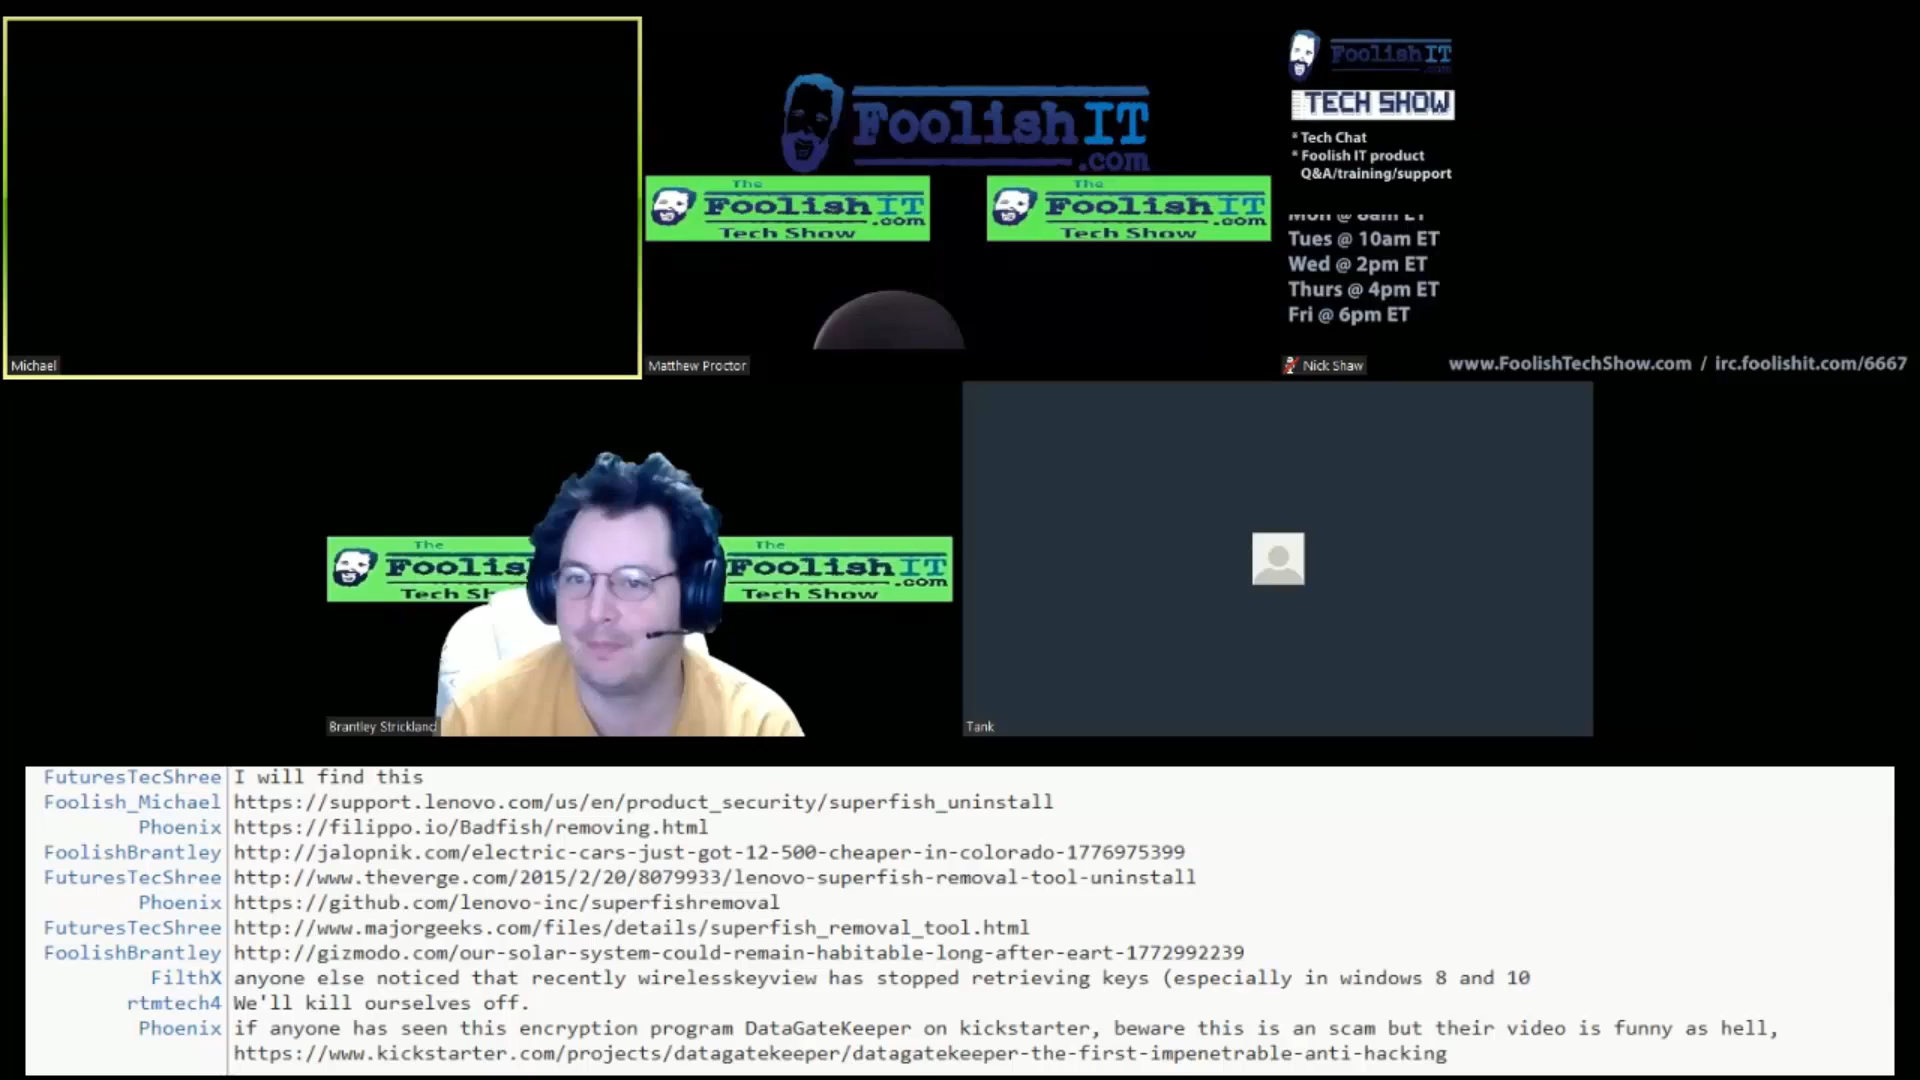 FoolishIT
.com
FoolishIT
.com
TECH SHOW
* Tech Chat
* Foolish IT product
Q&A/training/support
The
FoolishIT
.com
Tech Show
The
FoolishIT
.com
Tech Show
Mon @ 8am ET
Tues @ 10am ET
Wed @ 2pm ET
Thurs @ 4pm ET
Fri @ 6pm ET
Michael
Matthew Proctor
Nick Shaw
www.FoolishTechShow.com / irc.foolishit.com/6667
The
Foolis
Tech Sh
The
FoolishIT
.com
Tech Show
Brantley Strickland
Tank
FuturesTecShree I will find this
Foolish_Michael https://support.lenovo.com/us/en/product_security/superfish_uninstall
Phoenix https://filippo.io/Badfish/removing.html
FoolishBrantley http://jalopnik.com/electric-cars-just-got-12-500-cheaper-in-colorado-1776975399
FuturesTecShree http://www.theverge.com/2015/2/20/8079933/lenovo-superfish-removal-tool-uninstall
Phoenix https://github.com/lenovo-inc/superfishremoval
FuturesTecShree http://www.majorgeeks.com/files/details/superfish_removal_tool.html
FoolishBrantley http://gizmodo.com/our-solar-system-could-remain-habitable-long-after-eart-1772992239
FilthX anyone else noticed that recently wirelesskeyview has stopped retrieving keys (especially in windows 8 and 10
rtmtech4 We'll kill ourselves off.
Phoenix if anyone has seen this encryption program DataGateKeeper on kickstarter, beware this is an scam but their video is funny as hell,
https://www.kickstarter.com/projects/datagatekeeper/datagatekeeper-the-first-impenetrable-anti-hacking